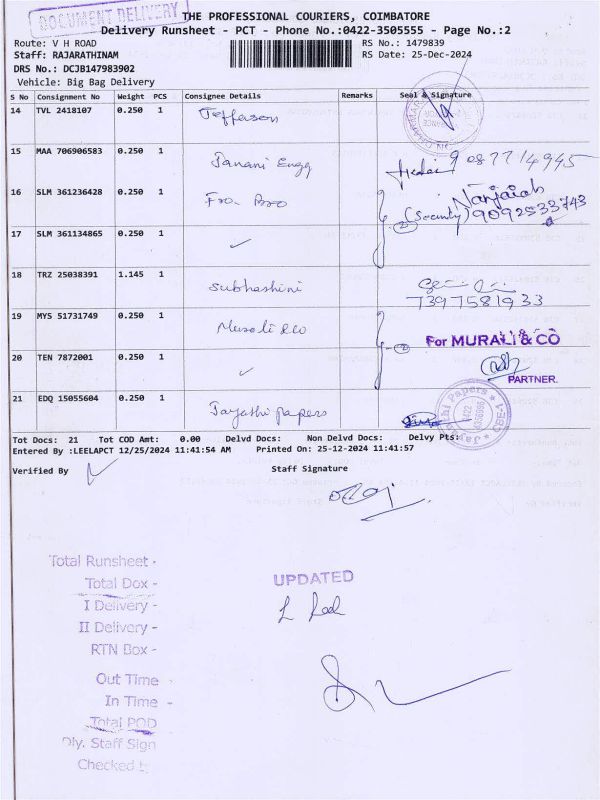 DOCUMENT DELIVERY
THE PROFESSIONAL COURIERS, COIMBATORE
Delivery Runsheet - PCT - Phone No.:0422-3505555 - Page No.:2
Route: V H ROAD
RS No.: 1479839
Staff: RAJARATHINAM
RS Date: 25-Dec-2024
DRS No.: DCJB147983902
Vehicle: Big Bag Delivery
S No Consignment No Weight PCS Consignee Details Remarks Seal & Signature
14 TVL 2418107 0.250 1 Jefferson
15 MAA 706906583 0.250 1 Engg
16 SLM 361236428 0.250 1
Nanjaiah
(Security) 9092533743
17 SLM 361134865 0.250 1
18 TRZ 25038391 1.145 1 Subhashini
7397581933
19 MYS 51731749 0.250 1 Murali &co
For MURALI & CO
20 TEN 7872001 0.250 1
PARTNER.
21 EDQ 15055604 0.250 1 Jayathi papers
Tot Docs: 21 Tot COD Amt: 0.00 Delvd Docs: Non Delvd Docs: Delvy Pts:
Entered By :LEELAPCT 12/25/2024 11:41:54 AM Printed On: 25-12-2024 11:41:57
Verified By Staff Signature
Total Runsheet -
Total Dox -
I Delivery -
II Delivery -
RTN Box -
Out Time -
In Time -
Total POD
Dly. Staff Sign
Checked
UPDATED